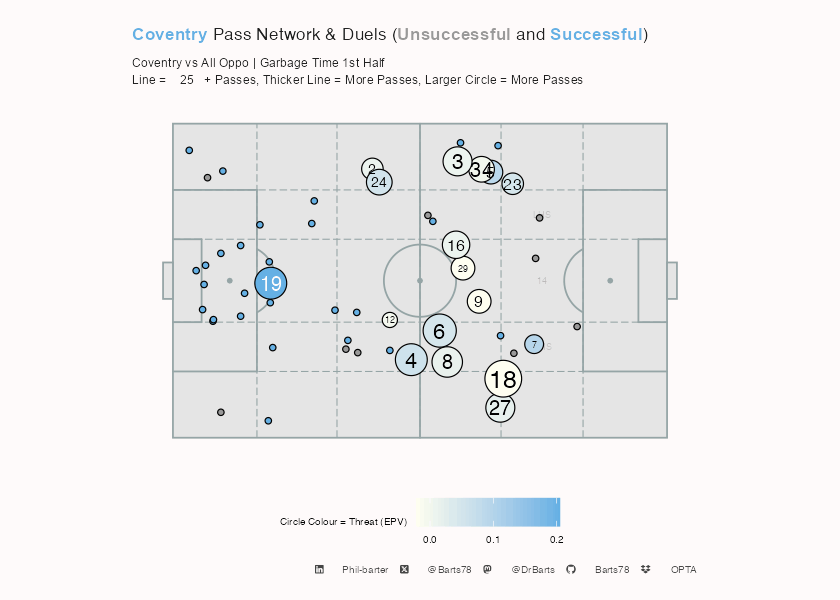 Coventry Pass Network & Duels (Unsuccessful and Successful)
Coventry vs All Oppo | Garbage Time 1st Half
Line = 25 + Passes, Thicker Line = More Passes, Larger Circle = More Passes
2
24
3
34
23
16
29
14
9
19
12
6
7
4
8
18
27
Circle Colour = Threat (EPV)
0.0 0.1 0.2
Phil-barter @Barts78 @DrBarts Barts78 OPTA